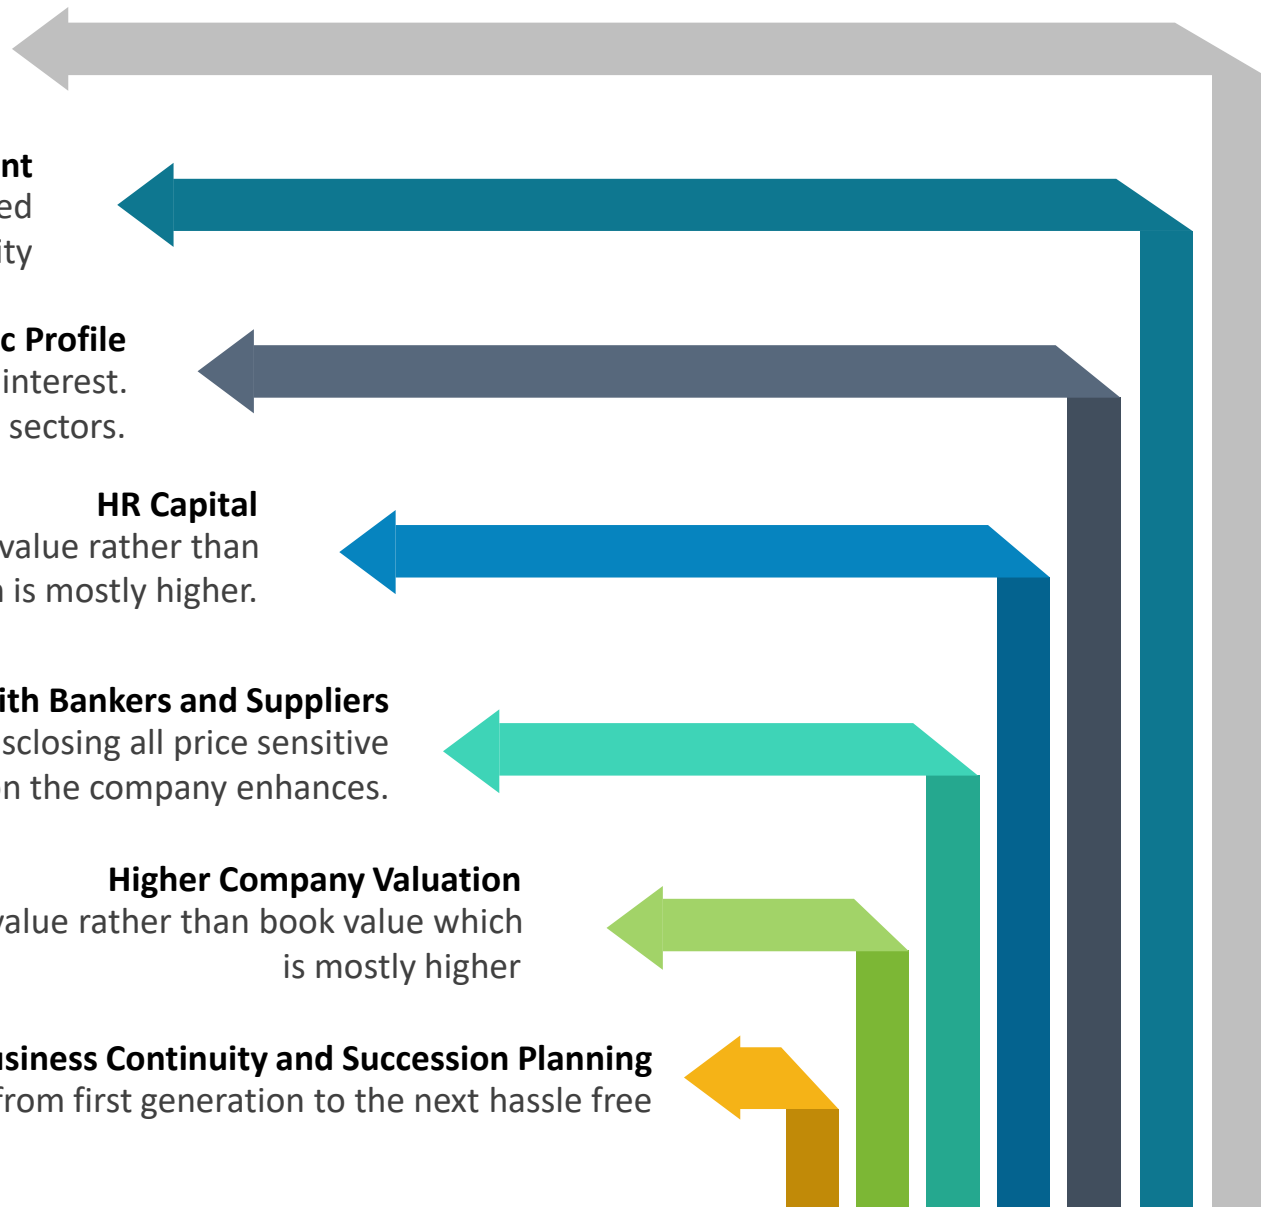 nt
ed
ity
c Profile
interest.
sectors.
HR Capital
value rather than
is mostly higher.
ith Bankers and Suppliers
sclosing all price sensitive
on the company enhances.
Higher Company Valuation
value rather than book value which
is mostly higher
usiness Continuity and Succession Planning
from first generation to the next hassle free